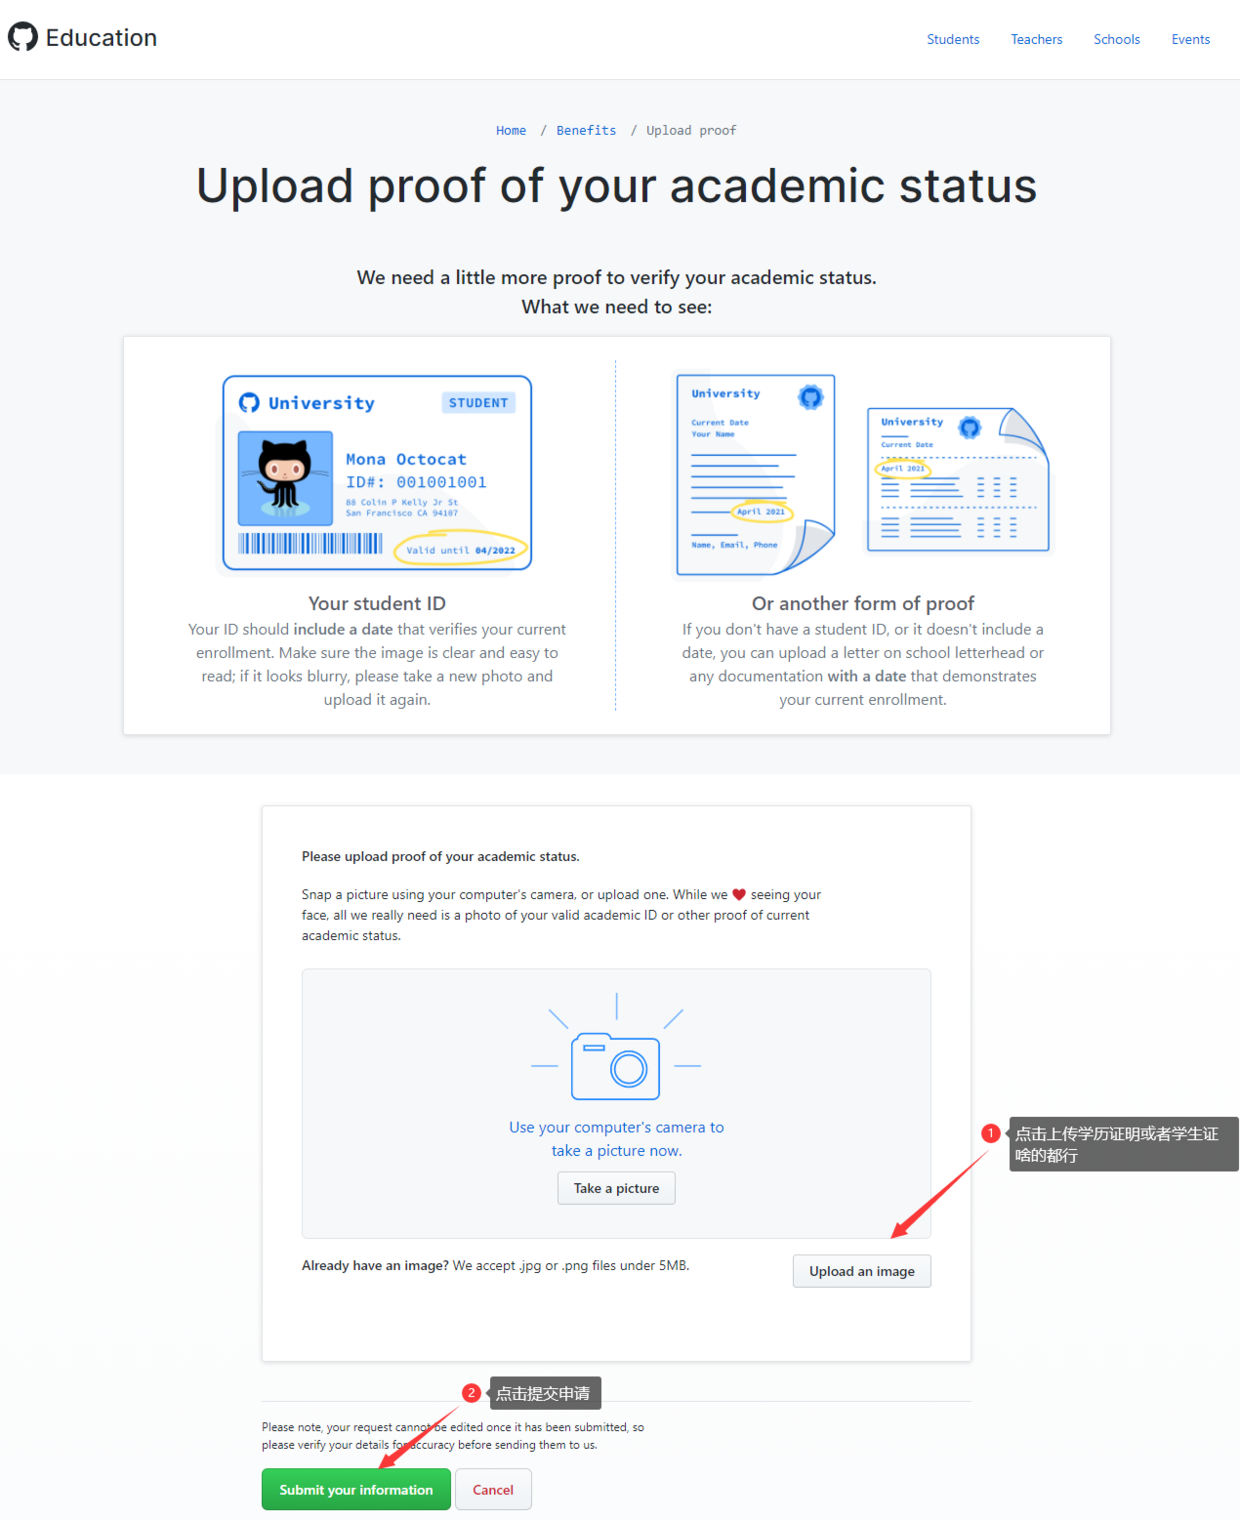 Education
Students
Teachers
Schools
Events
Home / Benefits / Upload proof
Upload proof of your academic status
We need a little more proof to verify your academic status.
What we need to see:
University
STUDENT
Mona Octocat
ID#: 001001001
88 Colin P Kelly Jr St
San Francisco CA 94107
Valid until 04/2022
University
Current Date
Your Name
April 2021
Name, Email, Phone
University
Current Date
April 2021
Your student ID
Your ID should include a date that verifies your current
enrollment. Make sure the image is clear and easy to
read; if it looks blurry, please take a new photo and
upload it again.
Or another form of proof
If you don't have a student ID, or it doesn't include a
date, you can upload a letter on school letterhead or
any documentation with a date that demonstrates
your current enrollment.
Please upload proof of your academic status.
Snap a picture using your computer's camera, or upload one. While we ❤ seeing your
face, all we really need is a photo of your valid academic ID or other proof of current
academic status.
Use your computer's camera to
take a picture now.
Take a picture
1
点击上传学历证明或者学生证
啥的都行
Already have an image? We accept .jpg or .png files under 5MB.
Upload an image
2
点击提交申请
Please note, your request cannot be edited once it has been submitted, so
please verify your details for accuracy before sending them to us.
Submit your information
Cancel